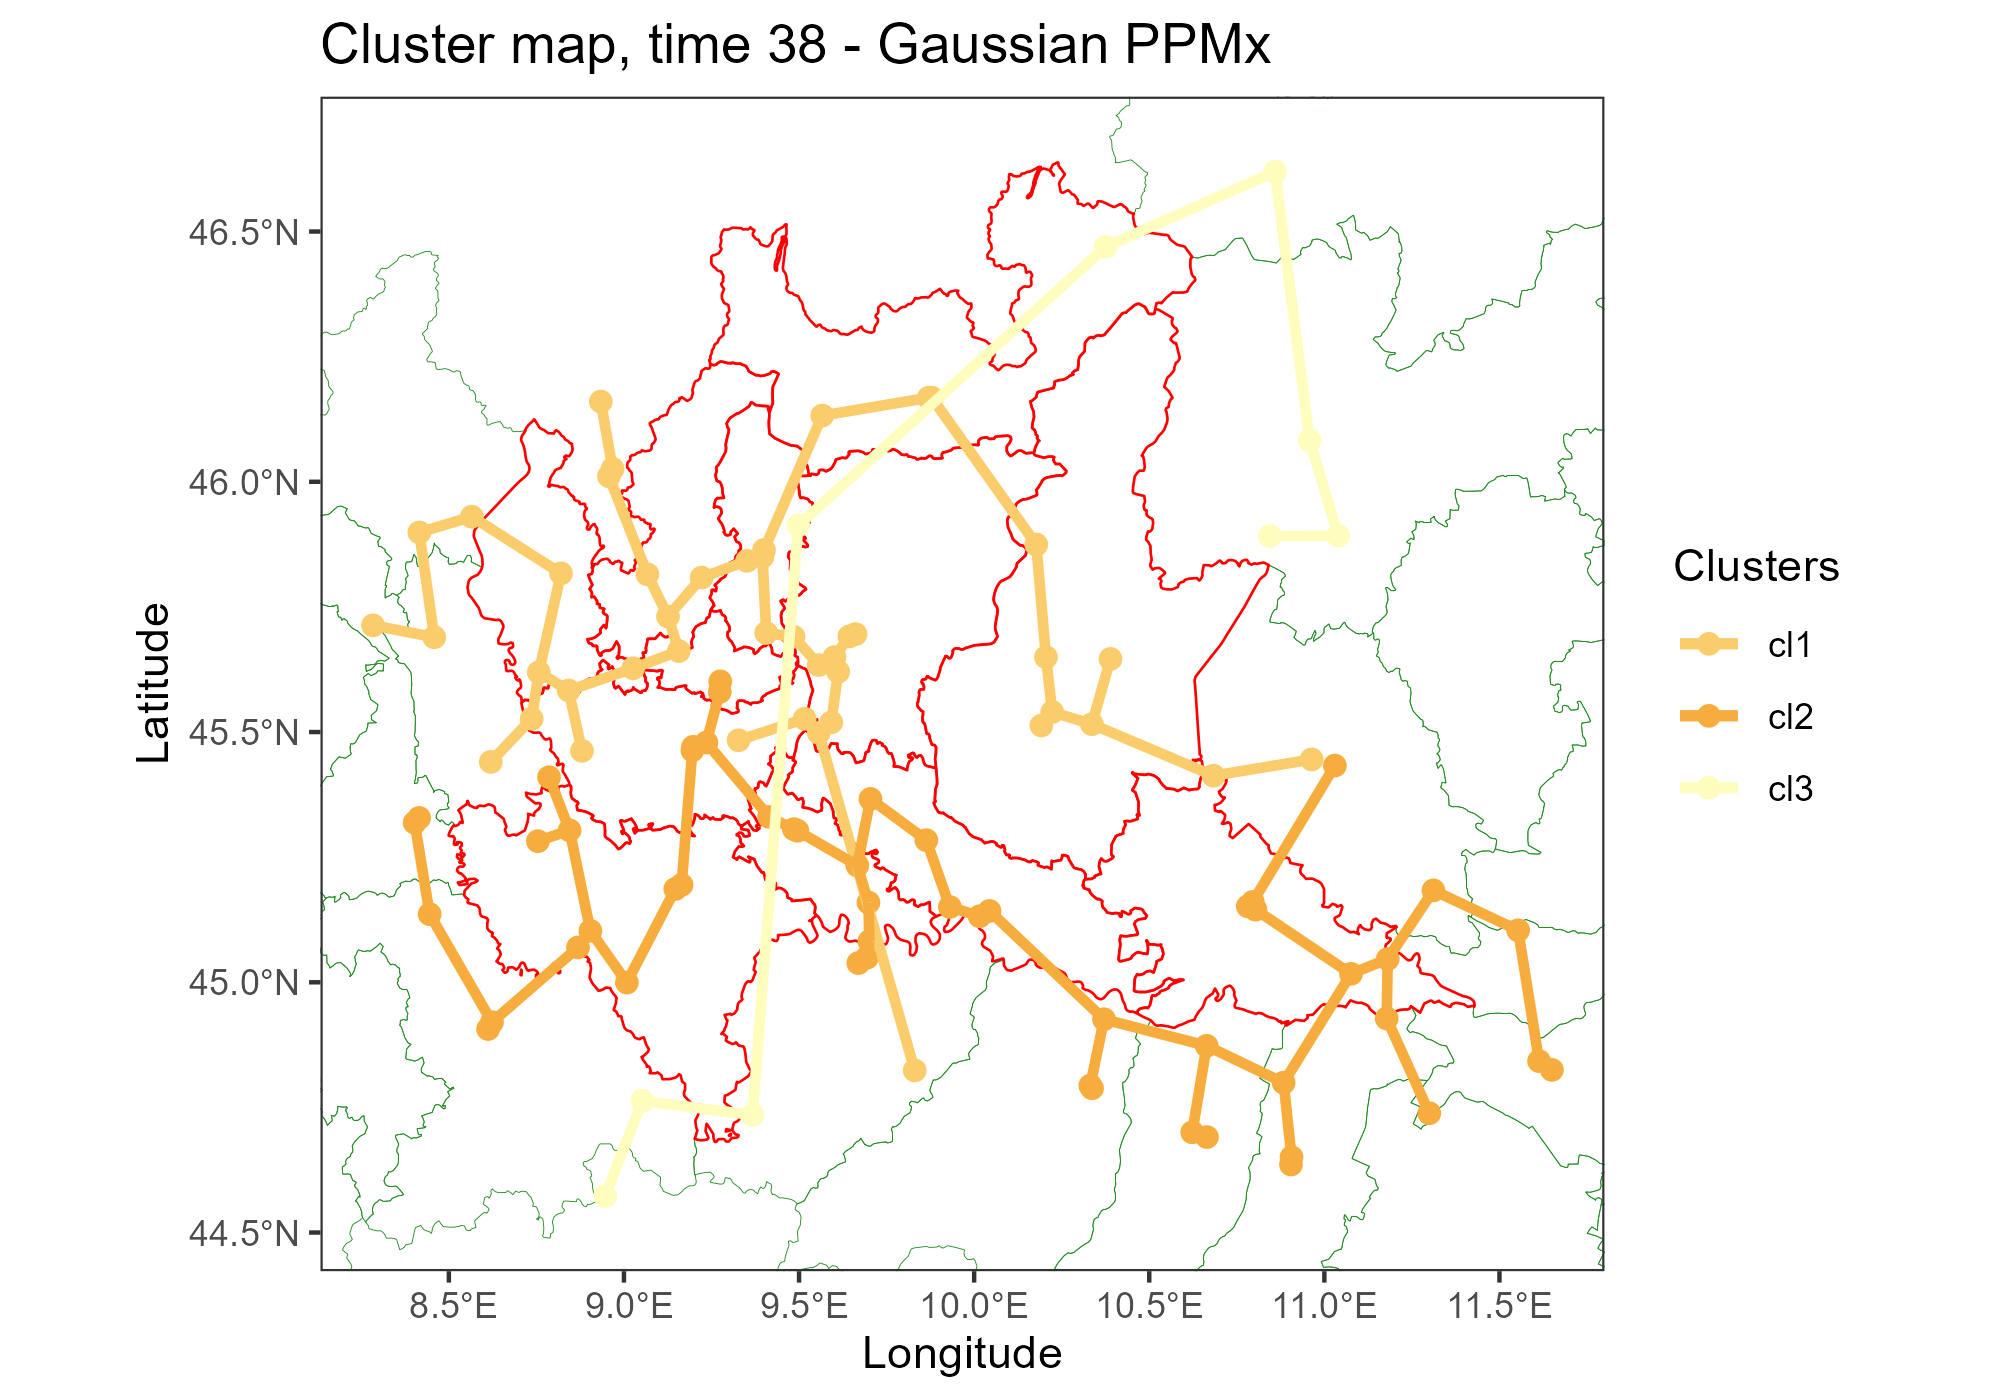 Cluster map, time 38 - Gaussian PPMx
46.5°N
46.0°N
45.5°N
45.0°N
44.5°N
Latitude
8.5°E
9.0°E
9.5°E
10.0°E
10.5°E
11.0°E
11.5°E
Longitude
Clusters
cl1
cl2
cl3